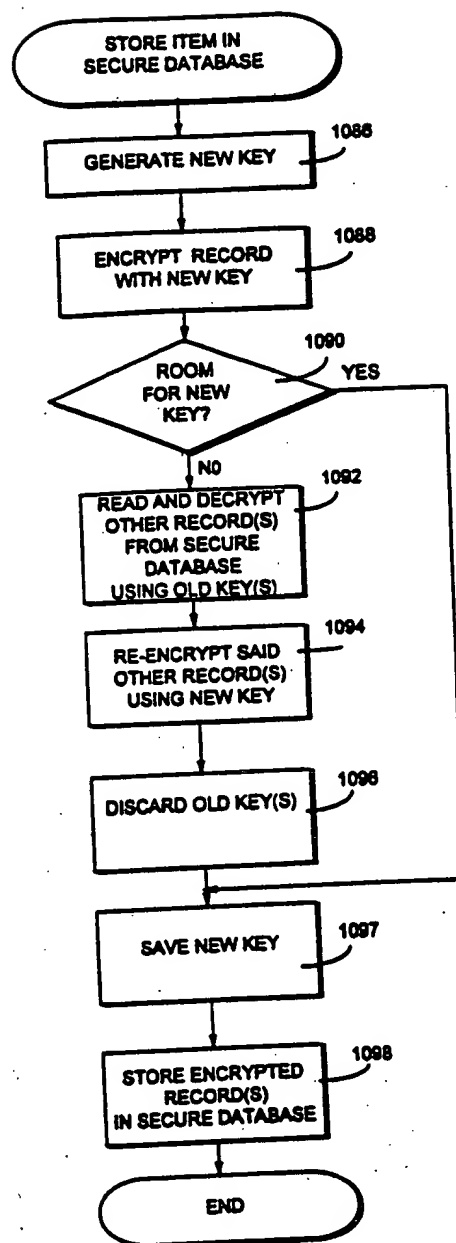 STORE ITEM IN
SECURE DATABASE
1086
GENERATE NEW KEY
1088
ENCRYPT RECORD
WITH NEW KEY
1090
ROOM
FOR NEW
KEY?
YES
NO
1092
READ AND DECRYPT
OTHER RECORD(S)
FROM SECURE
DATABASE
USING OLD KEY(S)
1094
RE-ENCRYPT SAID
OTHER RECORD(S)
USING NEW KEY
1096
DISCARD OLD KEY(S)
SAVE NEW KEY
1097
1098
STORE ENCRYPTED
RECORD(S)
IN SECURE DATABASE
END